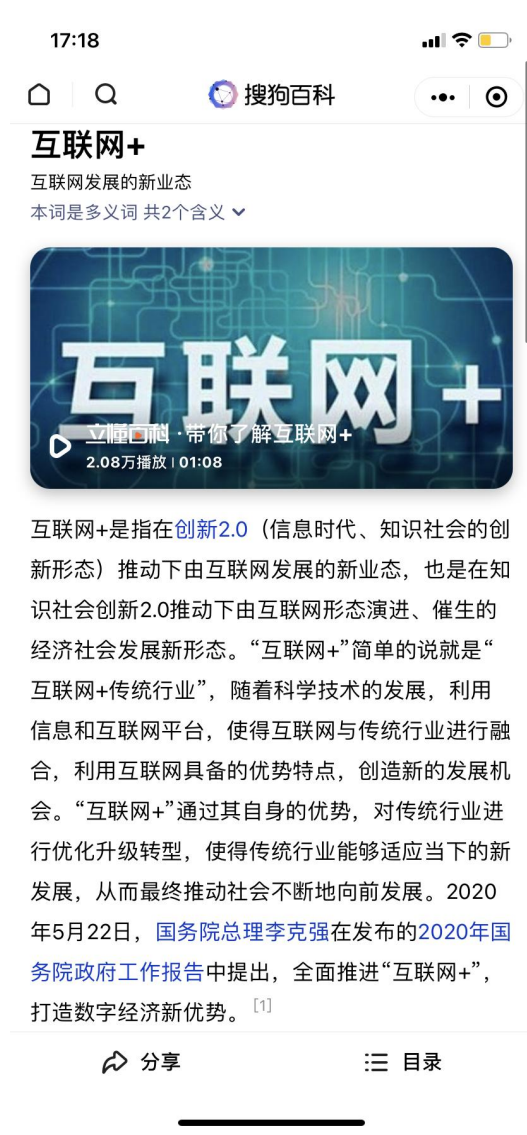 17:18
搜狗百科
互联网+
互联网发展的新业态
本词是多义词 共2个含义
互联网+
立懂百科·带你了解互联网+
2.08万播放 | 01:08
互联网+是指在创新2.0（信息时代、知识社会的创
新形态）推动下由互联网发展的新业态，也是在知
识社会创新2.0推动下由互联网形态演进、催生的
经济社会发展新形态。“互联网+”简单的说就是“
互联网+传统行业”，随着科学技术的发展，利用
信息和互联网平台，使得互联网与传统行业进行融
合，利用互联网具备的优势特点，创造新的发展机
会。“互联网+”通过其自身的优势，对传统行业进
行优化升级转型，使得传统行业能够适应当下的新
发展，从而最终推动社会不断地向前发展。2020
年5月22日，国务院总理李克强在发布的2020年国
务院政府工作报告中提出，全面推进“互联网+”，
打造数字经济新优势。[1]
分享
目录